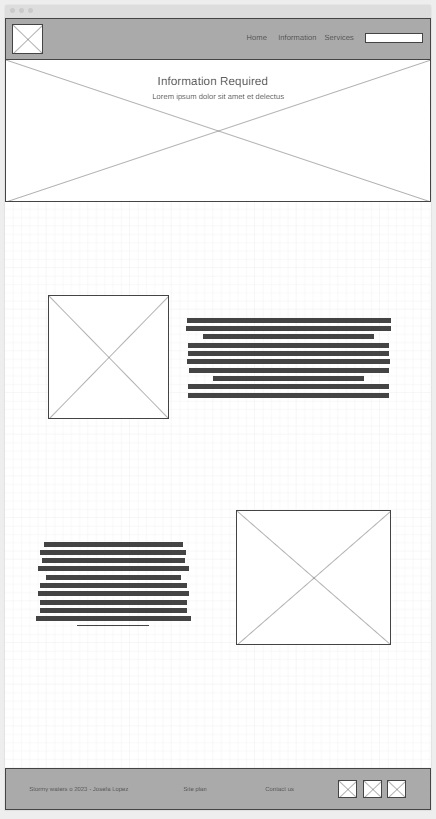 Home Information Services
Information Required
Lorem ipsum dolor sit amet et delectus
Stormy waters © 2022 - Josefa Lopez Site plan Contact us